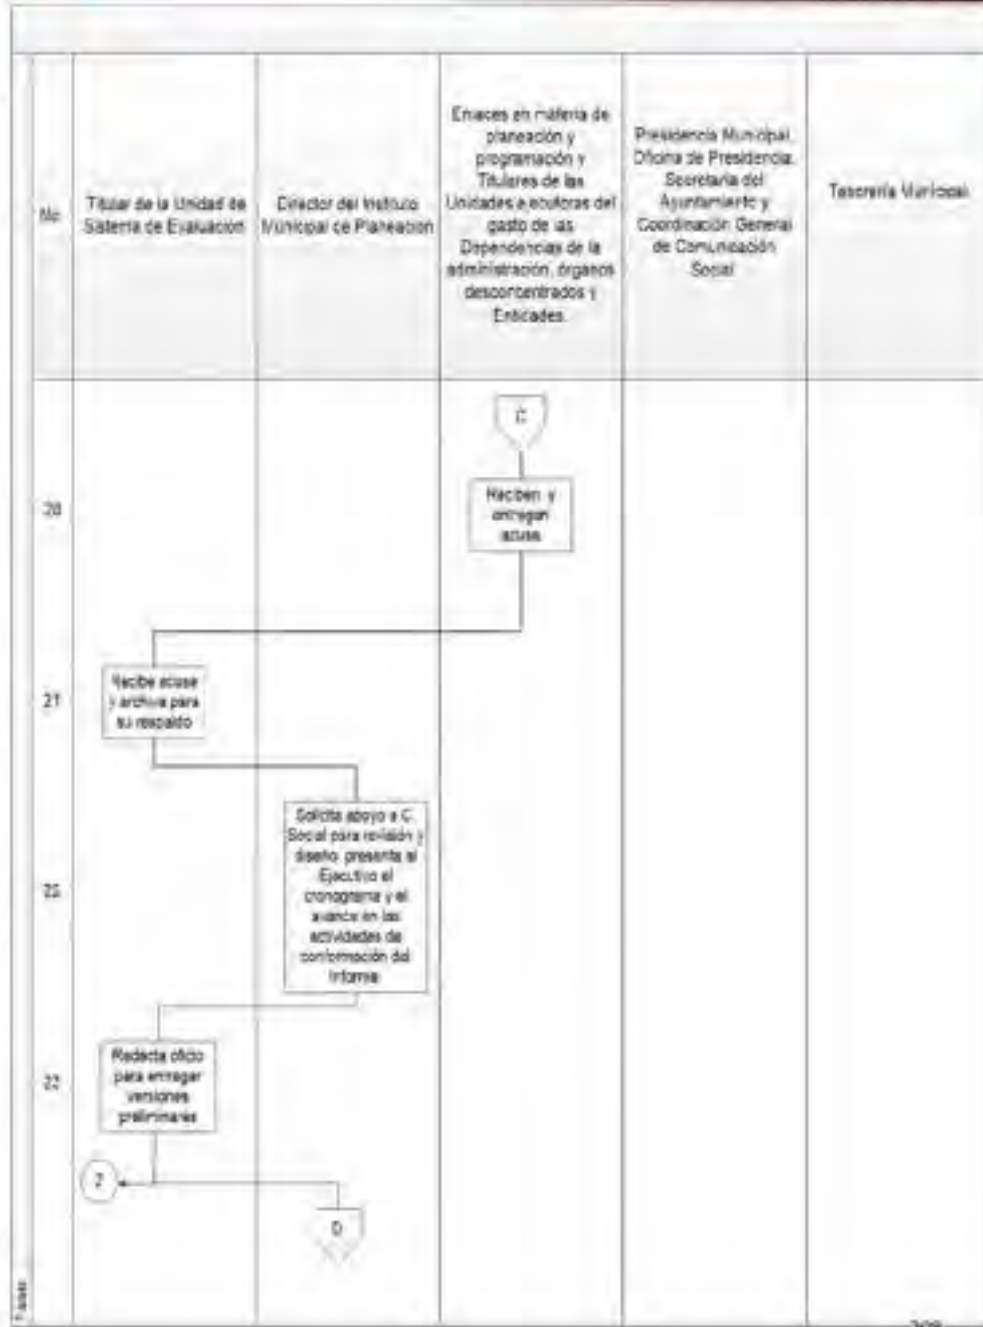 No
Titular de la Unidad de
Sistema de Evaluación
Director del Instituto
Municipal de Planeación
Enlaces en materia de
planeación y
programación y
Titulares de las
Unidades ejecutoras del
gasto de las
Dependencias de la
administración, órganos
desconcentrados y
Entidades.
Presidencia Municipal,
Oficina de Presidencia,
Secretaría del
Ayuntamiento y
Coordinación General
de Comunicación
Social
Tesorería Municipal
C
20
Reciben y
entregan
acuse
21
Recibe acuse
y archiva para
su respaldo
Solicita apoyo a C.
Social para revisión y
diseño, presenta al
Ejecutivo el
cronograma y el
avance en las
actividades de
conformación del
Informe
Redacta oficio
para entregar
versiones
preliminares
2
D